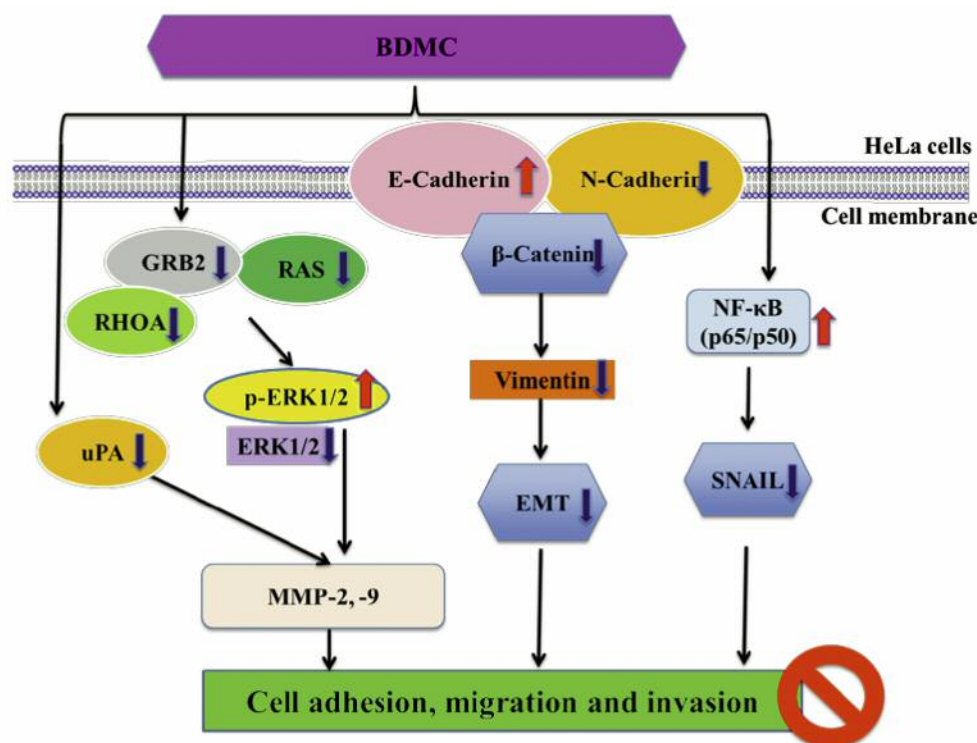 BDMC
HeLa cells
E-Cadherin
N-Cadherin
Cell membrane
GRB2
RAS
β-Catenin
RHOA
NF-κB
(p65/p50)
p-ERK1/2
Vimentin
ERK1/2
uPA
SNAIL
EMT
MMP-2, -9
Cell adhesion, migration and invasion